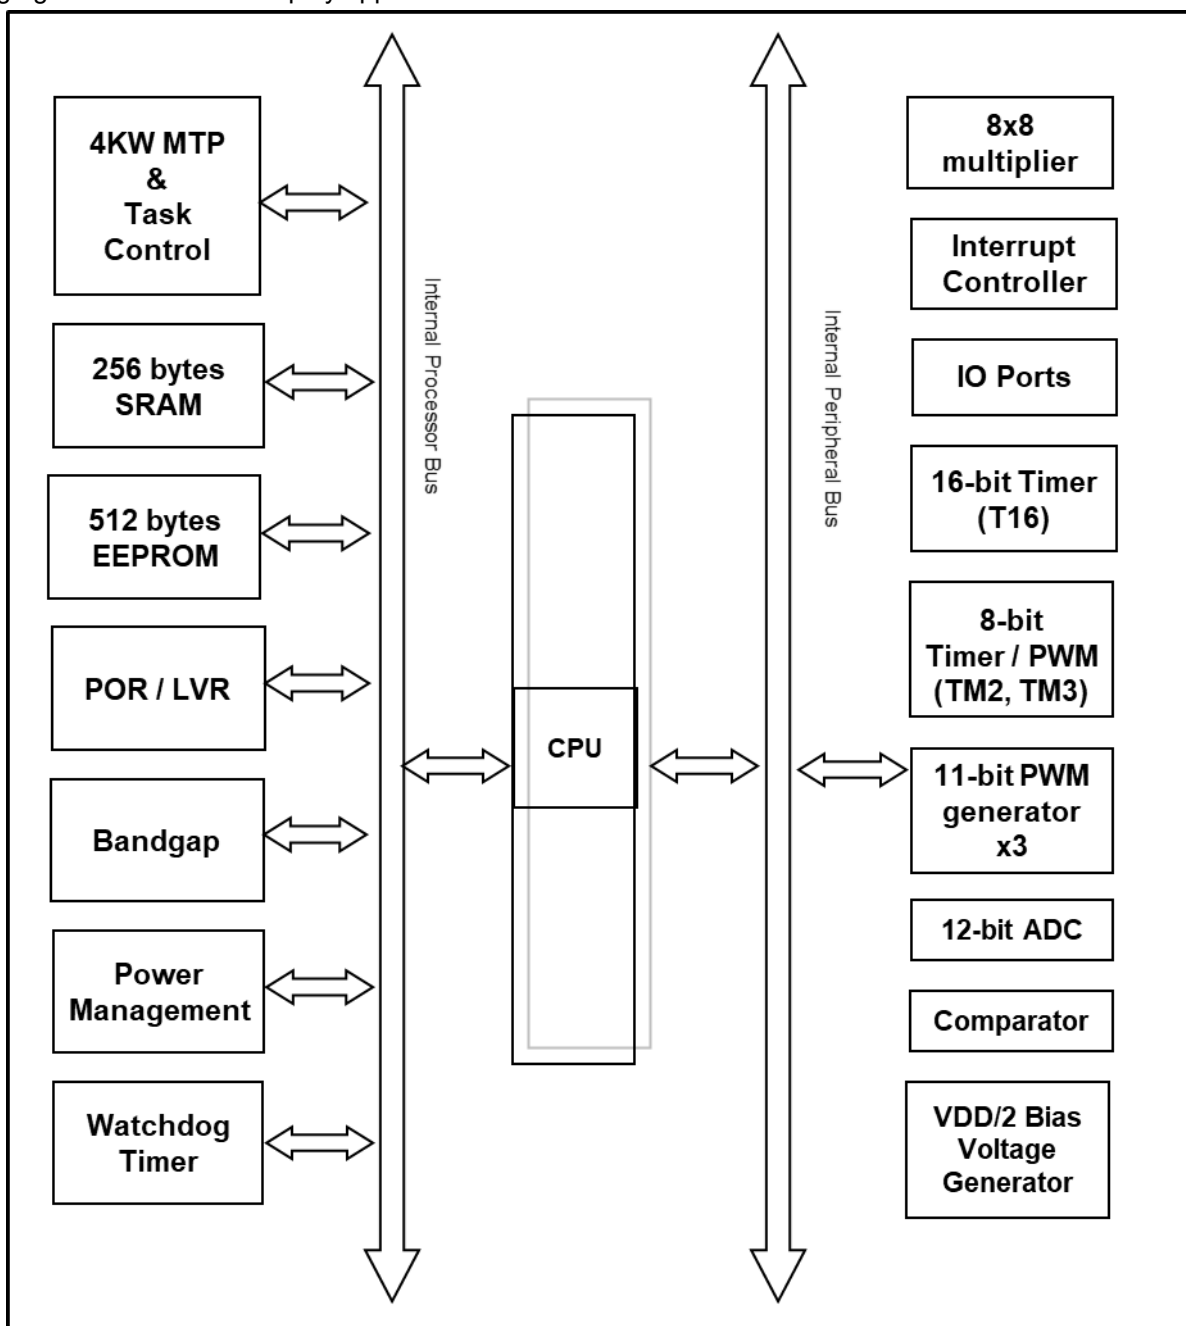 4KW MTP
&
Task
Control
256 bytes
SRAM
512 bytes
EEPROM
POR / LVR
Bandgap
Power
Management
Watchdog
Timer
Internal Processor Bus
CPU
Internal Peripheral Bus
8x8
multiplier
Interrupt
Controller
IO Ports
16-bit Timer
(T16)
8-bit
Timer / PWM
(TM2, TM3)
11-bit PWM
generator
x3
12-bit ADC
Comparator
VDD/2 Bias
Voltage
Generator